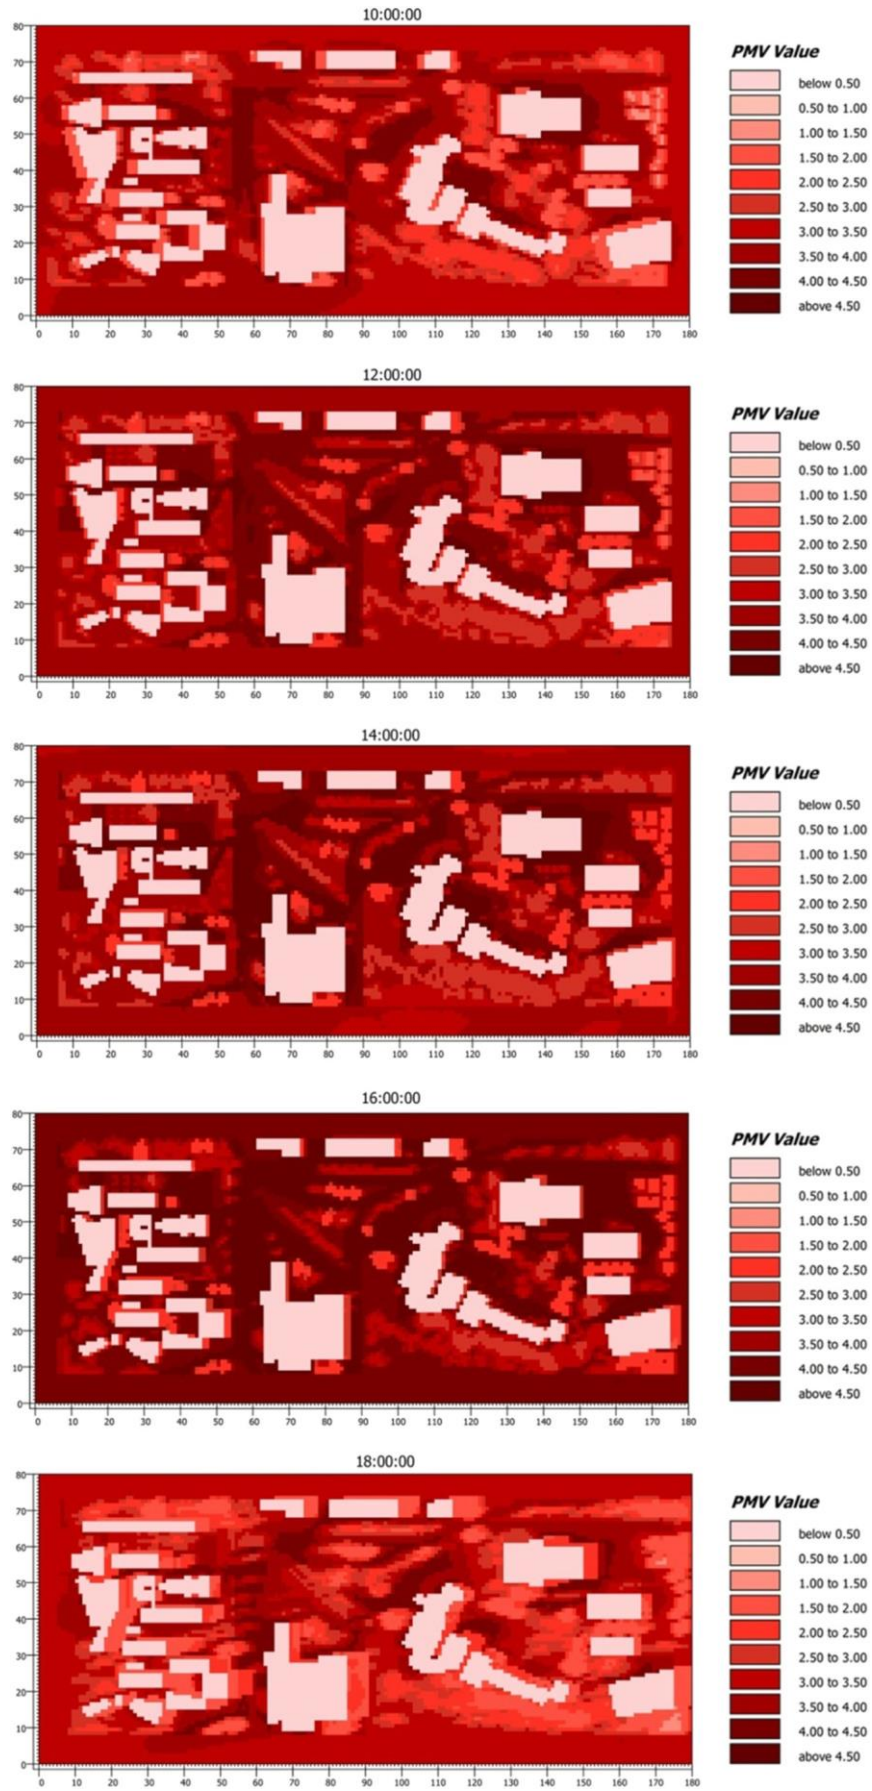 10:00:00
80
70
60
50
40
30
20
10
0
0 10 20 30 40 50 60 70 80 90 100 110 120 130 140 150 160 170 180
PMV Value
below 0.50
0.50 to 1.00
1.00 to 1.50
1.50 to 2.00
2.00 to 2.50
2.50 to 3.00
3.00 to 3.50
3.50 to 4.00
4.00 to 4.50
above 4.50
12:00:00
80
70
60
50
40
30
20
10
0
0 10 20 30 40 50 60 70 80 90 100 110 120 130 140 150 160 170 180
PMV Value
below 0.50
0.50 to 1.00
1.00 to 1.50
1.50 to 2.00
2.00 to 2.50
2.50 to 3.00
3.00 to 3.50
3.50 to 4.00
4.00 to 4.50
above 4.50
14:00:00
80
70
60
50
40
30
20
10
0
0 10 20 30 40 50 60 70 80 90 100 110 120 130 140 150 160 170 180
PMV Value
below 0.50
0.50 to 1.00
1.00 to 1.50
1.50 to 2.00
2.00 to 2.50
2.50 to 3.00
3.00 to 3.50
3.50 to 4.00
4.00 to 4.50
above 4.50
16:00:00
80
70
60
50
40
30
20
10
0
0 10 20 30 40 50 60 70 80 90 100 110 120 130 140 150 160 170 180
PMV Value
below 0.50
0.50 to 1.00
1.00 to 1.50
1.50 to 2.00
2.00 to 2.50
2.50 to 3.00
3.00 to 3.50
3.50 to 4.00
4.00 to 4.50
above 4.50
18:00:00
80
70
60
50
40
30
20
10
0
0 10 20 30 40 50 60 70 80 90 100 110 120 130 140 150 160 170 180
PMV Value
below 0.50
0.50 to 1.00
1.00 to 1.50
1.50 to 2.00
2.00 to 2.50
2.50 to 3.00
3.00 to 3.50
3.50 to 4.00
4.00 to 4.50
above 4.50